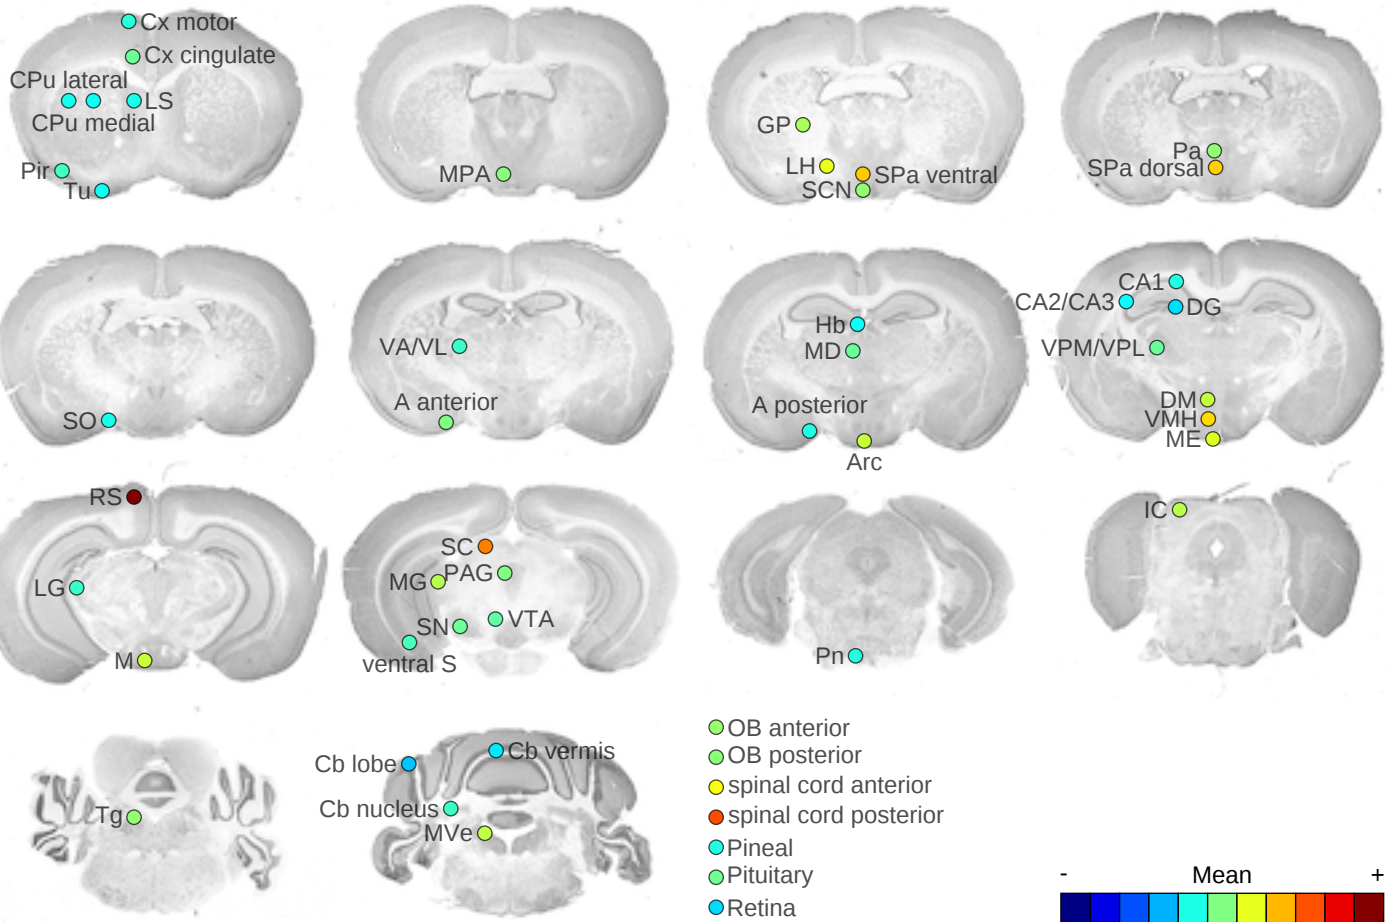 Cx motor
Cx cingulate
CPu lateral
LS
CPu medial
Pir
Tu
MPA
GP
LH
SPa ventral
SCN
Pa
SPa dorsal
SO
VA/VL
A anterior
Hb
MD
A posterior
Arc
CA1
CA2/CA3
DG
VPM/VPL
DM
VMH
ME
RS
LG
M
SC
MG
PAG
SN
VTA
ventral S
Pn
IC
Tg
Cb lobe
Cb vermis
Cb nucleus
MVe
OB anterior
OB posterior
spinal cord anterior
spinal cord posterior
Pineal
Pituitary
Retina
- Mean +